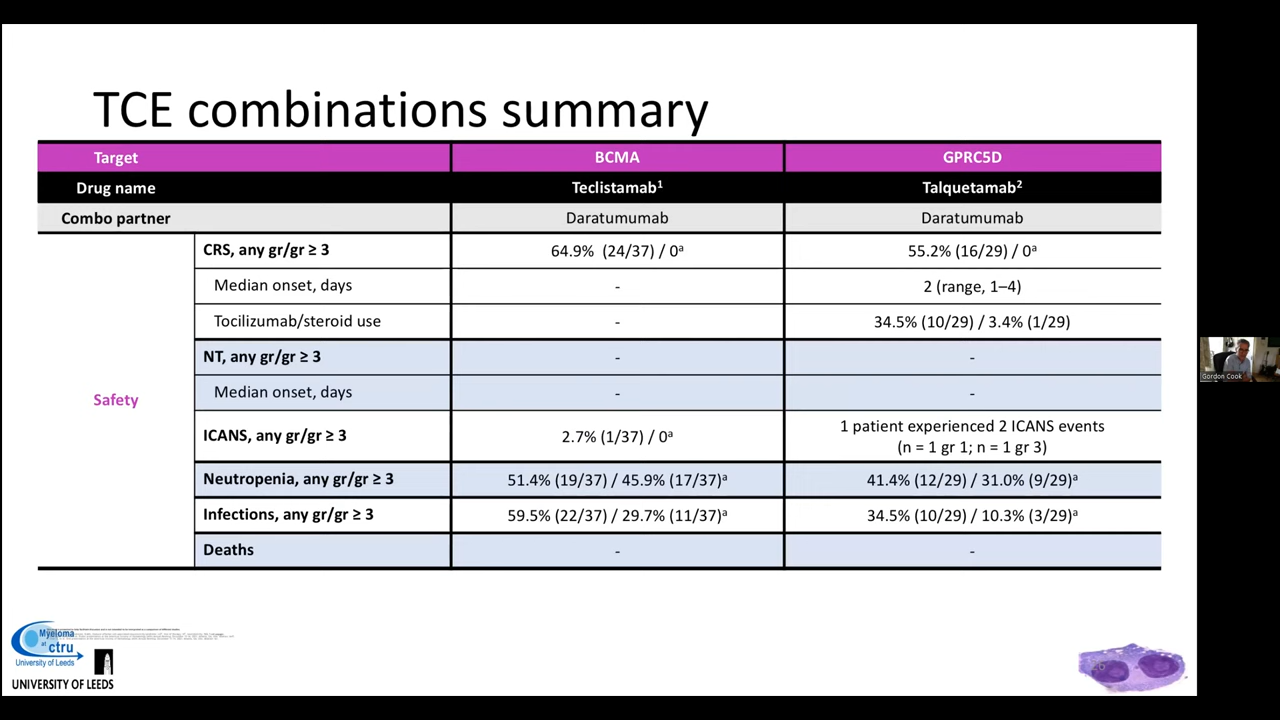 TCE combinations summary
Target BCMA GPRC5D
Drug name Teclistamab¹ Talquetamab²
Combo partner Daratumumab Daratumumab
Safety
CRS, any gr/gr ≥ 3 64.9% (24/37) / 0ᵃ 55.2% (16/29) / 0ᵃ
Median onset, days - 2 (range, 1–4)
Tocilizumab/steroid use - 34.5% (10/29) / 3.4% (1/29)
NT, any gr/gr ≥ 3 - -
Median onset, days - -
ICANS, any gr/gr ≥ 3 2.7% (1/37) / 0ᵃ 1 patient experienced 2 ICANS events
(n = 1 gr 1; n = 1 gr 3)
Neutropenia, any gr/gr ≥ 3 51.4% (19/37) / 45.9% (17/37)ᵃ 41.4% (12/29) / 31.0% (9/29)ᵃ
Infections, any gr/gr ≥ 3 59.5% (22/37) / 29.7% (11/37)ᵃ 34.5% (10/29) / 10.3% (3/29)ᵃ
Deaths - -
Gordon Cook
Myeloma
at ctru
University of Leeds
UNIVERSITY OF LEEDS